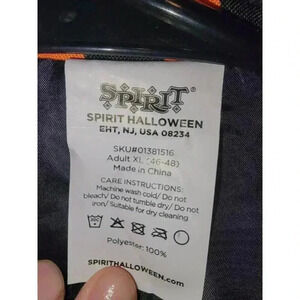 SPIRIT
SPIRIT HALLOWEEN
EHT, NJ, USA 08234
SKU#01381516
Adult XL (46-48)
Made in China
CARE INSTRUCTIONS:
Machine wash cold/ Do not
bleach/ Do not tumble dry/ Do not
iron/ Suitable for dry cleaning
Polyester: 100%
SPIRITHALLOWEEN.com